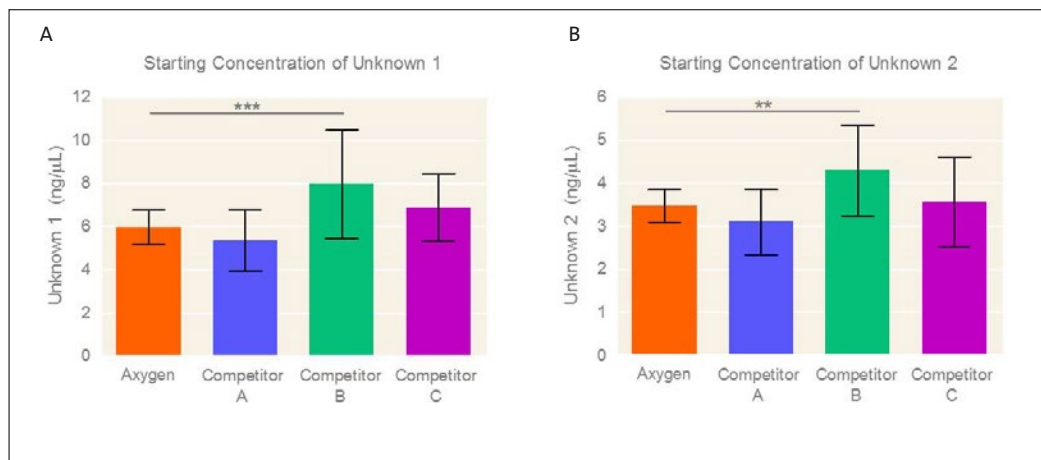 A
Starting Concentration of Unknown 1
12
10
8
6
4
2
0
Unknown 1 (ng/µL)
***
Axygen
Competitor
A
Competitor
B
Competitor
C
B
Starting Concentration of Unknown 2
6
5
4
3
2
1
0
Unknown 2 (ng/µL)
**
Axygen
Competitor
A
Competitor
B
Competitor
C